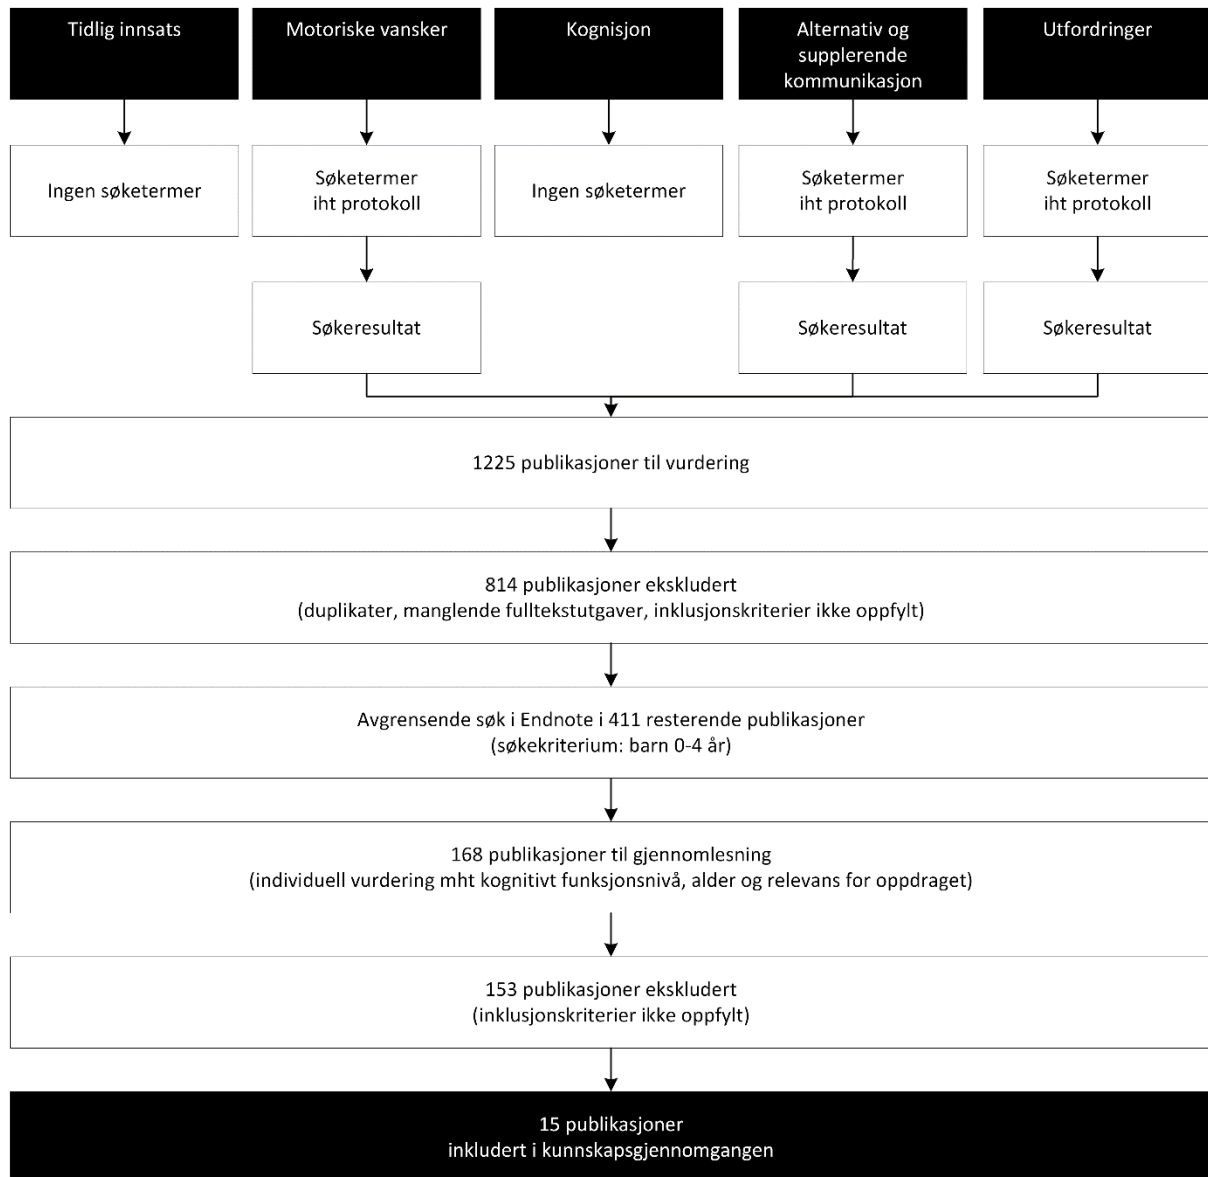 Tidlig innsats
Motoriske vansker
Kognisjon
Alternativ og
supplerende
kommunikasjon
Utfordringer
Ingen søketermer
Søketermer
iht protokoll
Ingen søketermer
Søketermer
iht protokoll
Søketermer
iht protokoll
Søkeresultat
Søkeresultat
Søkeresultat
1225 publikasjoner til vurdering
814 publikasjoner ekskludert
(duplikater, manglende fulltekstutgaver, inklusjonskriterier ikke oppfylt)
Avgrensende søk i Endnote i 411 resterende publikasjoner
(søkekriterium: barn 0-4 år)
168 publikasjoner til gjennomlesning
(individuell vurdering mht kognitivt funksjonsnivå, alder og relevans for oppdraget)
153 publikasjoner ekskludert
(inklusjonskriterier ikke oppfylt)
15 publikasjoner
inkludert i kunnskapsgjennomgangen